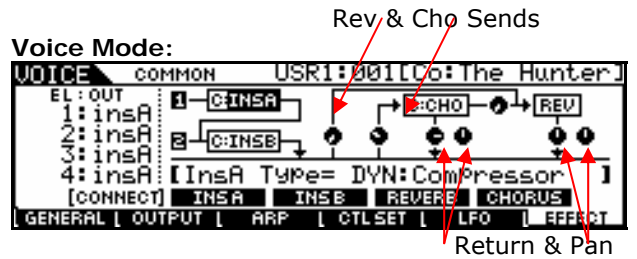 Rev & Cho Sends
Voice Mode:
VOICE COMMON USR1:001[Co:The Hunter]
EL:OUT 1 C:INSA CHO REV
1:insA
2:insA 2 C:INSB
3:insA
4:insA [InsA Type= DYN:Compressor ]
[CONNECT] INS A INS B REVERB CHORUS
GENERAL OUTPUT ARP CTL SET LFO EFFECT
Return & Pan